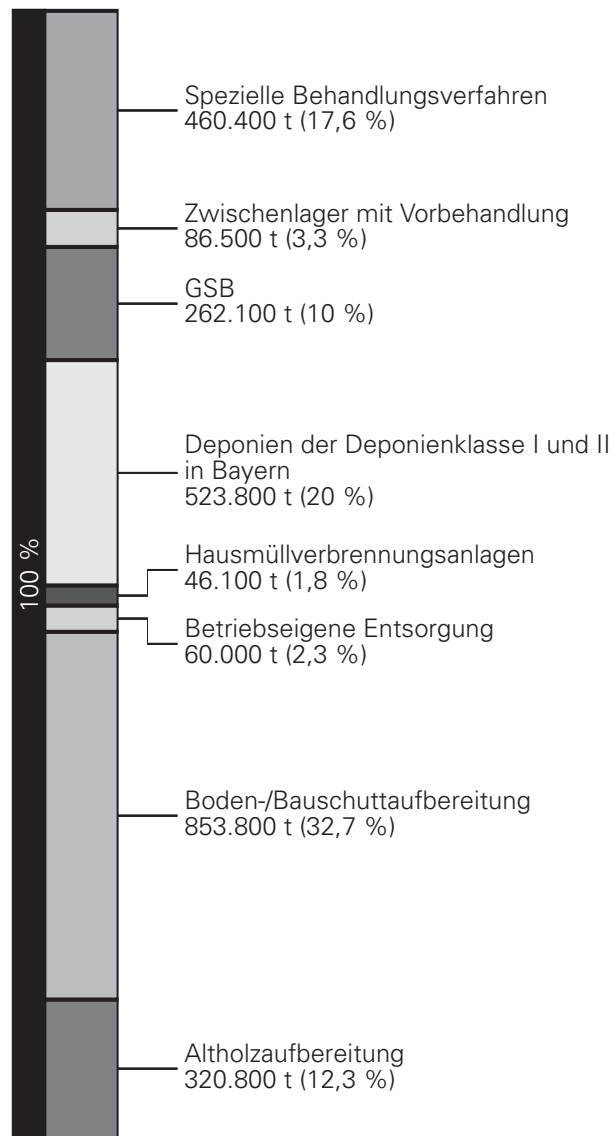 Spezielle Behandlungsverfahren
460.400 t (17,6 %)
Zwischenlager mit Vorbehandlung
86.500 t (3,3 %)
GSB
262.100 t (10 %)
Deponien der Deponienklasse I und II
in Bayern
523.800 t (20 %)
100 %
Hausmüllverbrennungsanlagen
46.100 t (1,8 %)
Betriebseigene Entsorgung
60.000 t (2,3 %)
Boden-/Bauschuttaufbereitung
853.800 t (32,7 %)
Altholzaufbereitung
320.800 t (12,3 %)